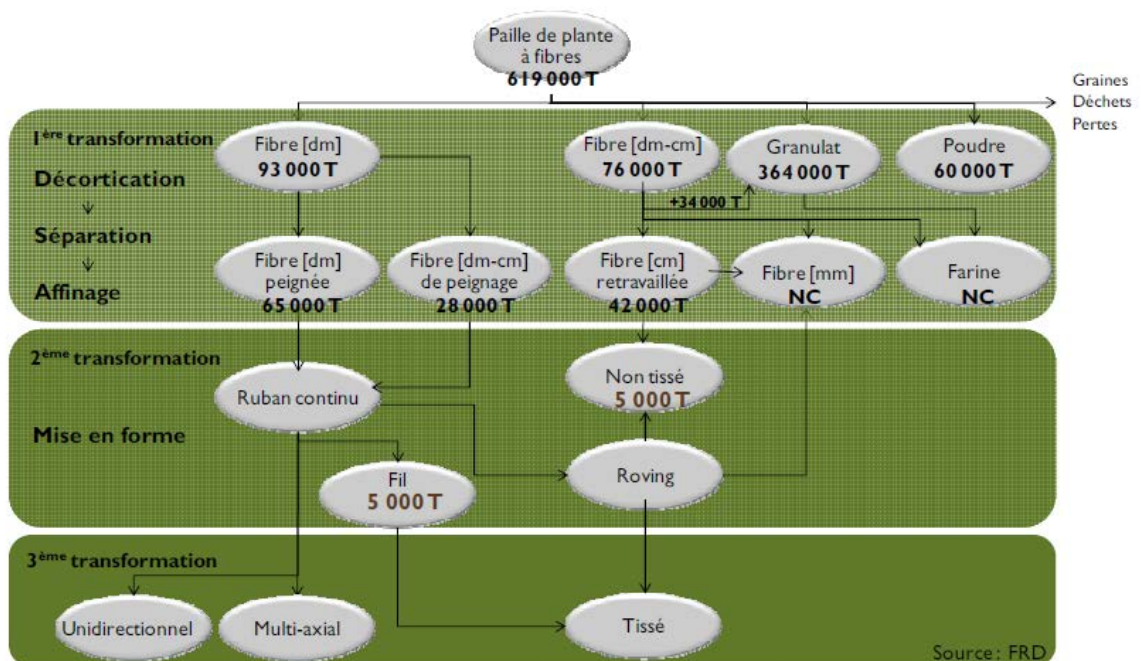 Paille de plante
à fibres
619 000 T
Graines
Déchets
Pertes
1ère transformation
Décortication
Séparation
Affinage
Fibre [dm]
93 000 T
Fibre [dm-cm]
76 000 T
Granulat
364 000 T
Poudre
60 000 T
+34 000 T
Fibre [dm]
peignée
65 000 T
Fibre [dm-cm]
de peignage
28 000 T
Fibre [cm]
retravaillée
42 000 T
Fibre [mm]
NC
Farine
NC
2ème transformation
Mise en forme
Ruban continu
Non tissé
5 000 T
Fil
5 000 T
Roving
3ème transformation
Unidirectionnel
Multi-axial
Tissé
Source : FRD